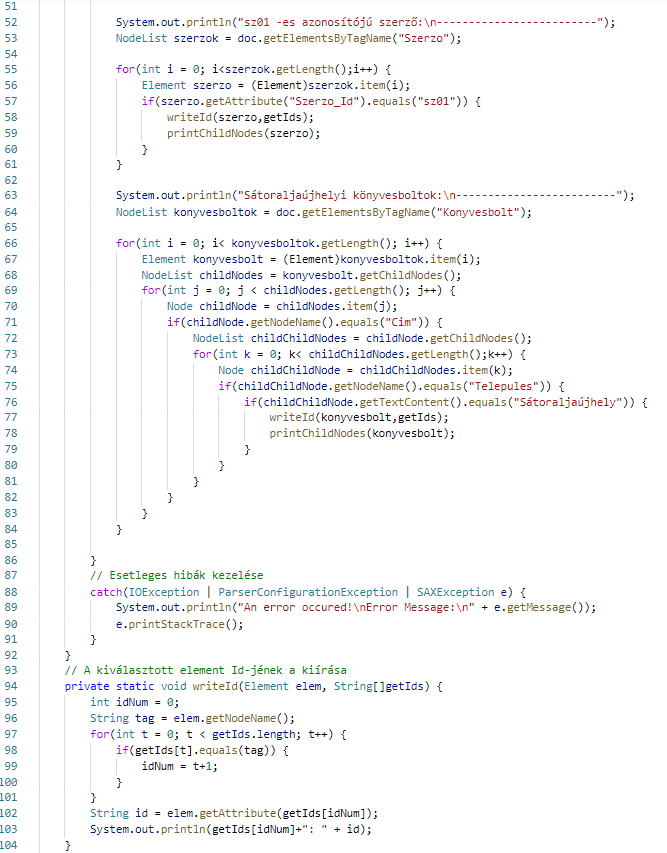 51
52 System.out.println("sz01 -es azonosítójú szerző:\n-------------------------");
53 NodeList szerzok = doc.getElementsByTagName("Szerzo");
54
55 for(int i = 0; i<szerzok.getLength();i++) {
56 Element szerzo = (Element)szerzok.item(i);
57 if(szerzo.getAttribute("Szerzo_Id").equals("sz01")) {
58 writeId(szerzo,getIds);
59 printChildNodes(szerzo);
60 }
61 }
62
63 System.out.println("Sátoraljaújhelyi könyvesboltok:\n-------------------------");
64 NodeList konyvesboltok = doc.getElementsByTagName("Konyvesbolt");
65
66 for(int i = 0; i< konyvesboltok.getLength(); i++) {
67 Element konyvesbolt = (Element)konyvesboltok.item(i);
68 NodeList childNodes = konyvesbolt.getChildNodes();
69 for(int j = 0; j < childNodes.getLength(); j++) {
70 Node childNode = childNodes.item(j);
71 if(childNode.getNodeName().equals("Cim")) {
72 NodeList childChildNodes = childNode.getChildNodes();
73 for(int k = 0; k< childChildNodes.getLength();k++) {
74 Node childChildNode = childChildNodes.item(k);
75 if(childChildNode.getNodeName().equals("Telepules")) {
76 if(childChildNode.getTextContent().equals("Sátoraljaújhely")) {
77 writeId(konyvesbolt,getIds);
78 printChildNodes(konyvesbolt);
79 }
80 }
81 }
82 }
83 }
84 }
85
86 }
87 // Esetleges hibák kezelése
88 catch(IOException | ParserConfigurationException | SAXException e) {
89 System.out.println("An error occured!\nError Message:\n" + e.getMessage());
90 e.printStackTrace();
91 }
92 }
93 // A kiválasztott element Id-jének a kiírása
94 private static void writeId(Element elem, String[]getIds) {
95 int idNum = 0;
96 String tag = elem.getNodeName();
97 for(int t = 0; t < getIds.length; t++) {
98 if(getIds[t].equals(tag)) {
99 idNum = t+1;
100 }
101 }
102 String id = elem.getAttribute(getIds[idNum]);
103 System.out.println(getIds[idNum]+": " + id);
104 }